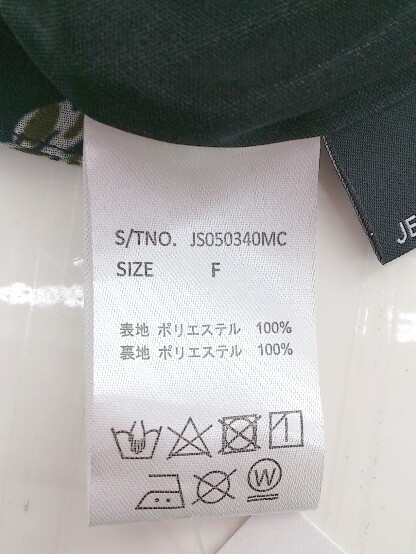 S/TNO. JS050340MC
SIZE F
表地 ポリエステル 100%
裏地 ポリエステル 100%
W
JE